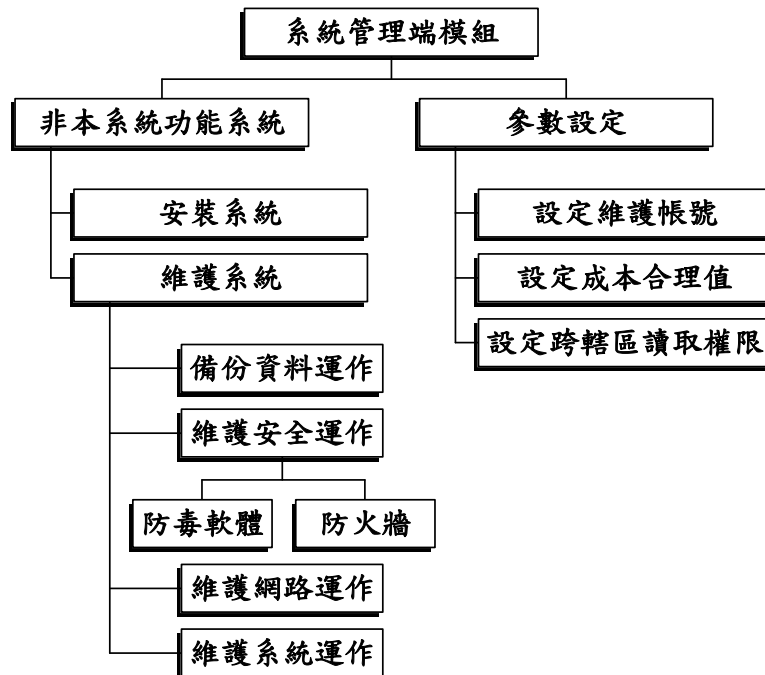 系統管理端模組
非本系統功能系統
參數設定
安裝系統
維護系統
設定維護帳號
設定成本合理值
設定跨轄區讀取權限
備份資料運作
維護安全運作
防毒軟體
防火牆
維護網路運作
維護系統運作